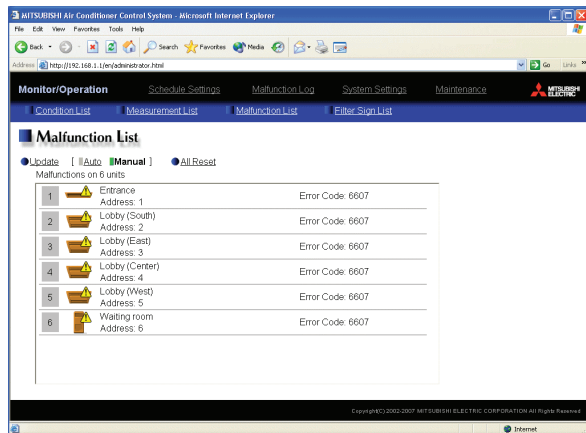 MITSUBISHI Air Conditioner Control System - Microsoft Internet Explorer
File Edit View Favorites Tools Help
Back Search Favorites Media
Address http://192.168.1.1/en/administrator.html Go Links »
Monitor/Operation Schedule Settings Malfunction Log System Settings Maintenance MITSUBISHI ELECTRIC
Condition List Measurement List Malfunction List Filter Sign List
Malfunction List
Update [ Auto Manual ] All Reset
Malfunctions on 6 units
1 Entrance
Address: 1 Error Code: 6607
2 Lobby (South)
Address: 2 Error Code: 6607
3 Lobby (East)
Address: 3 Error Code: 6607
4 Lobby (Center)
Address: 4 Error Code: 6607
5 Lobby (West)
Address: 5 Error Code: 6607
6 Waiting room
Address: 6 Error Code: 6607
Copyright(C) 2002-2007 MITSUBISHI ELECTRIC CORPORATION All Rights Reserved
Internet